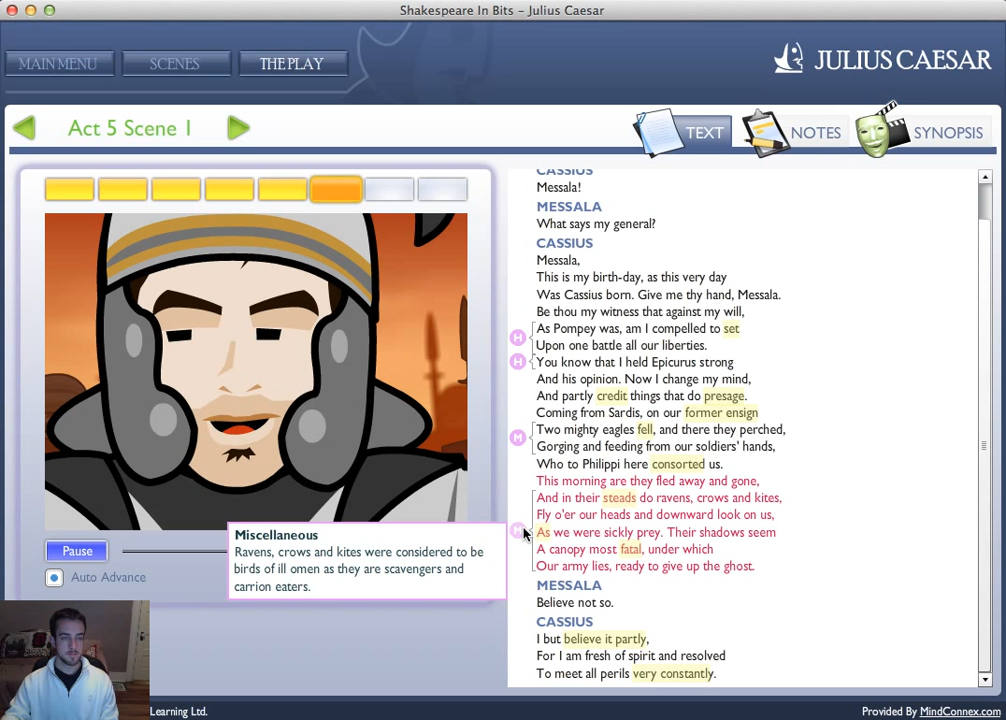 Shakespeare In Bits – Julius Caesar
MAIN MENU
SCENES
THE PLAY
JULIUS CAESAR
Act 5 Scene 1
TEXT
NOTES
SYNOPSIS
CASSIUS
Messala!
MESSALA
What says my general?
CASSIUS
Messala,
This is my birth-day, as this very day
Was Cassius born. Give me thy hand, Messala.
Be thou my witness that against my will,
As Pompey was, am I compelled to set
H
Upon one battle all our liberties.
H
You know that I held Epicurus strong
And his opinion. Now I change my mind,
And partly credit things that do presage.
Coming from Sardis, on our former ensign
Two mighty eagles fell, and there they perched,
M
Gorging and feeding from our soldiers' hands,
Who to Philippi here consorted us.
This morning are they fled away and gone,
And in their steads do ravens, crows and kites,
Fly o'er our heads and downward look on us,
M
As we were sickly prey. Their shadows seem
A canopy most fatal, under which
Our army lies, ready to give up the ghost.
MESSALA
Believe not so.
CASSIUS
I but believe it partly,
For I am fresh of spirit and resolved
To meet all perils very constantly.
Miscellaneous
Ravens, crows and kites were considered to be
birds of ill omen as they are scavengers and
carrion eaters.
Pause
Auto Advance
Learning Ltd.
Provided By MindConnex.com